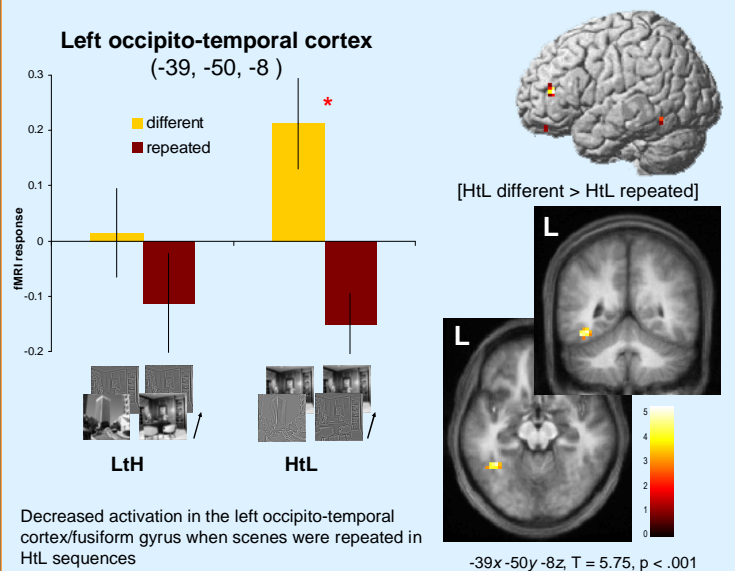 Left occipito-temporal cortex
(-39, -50, -8 )
0.3
0.2
0.1
0
-0.1
-0.2
fMRI response
different
repeated
*
LtH
HtL
Decreased activation in the left occipito-temporal
cortex/fusiform gyrus when scenes were repeated in
HtL sequences
[HtL different > HtL repeated]
L
L
5
4
3
2
1
0
-39x -50y -8z, T = 5.75, p < .001